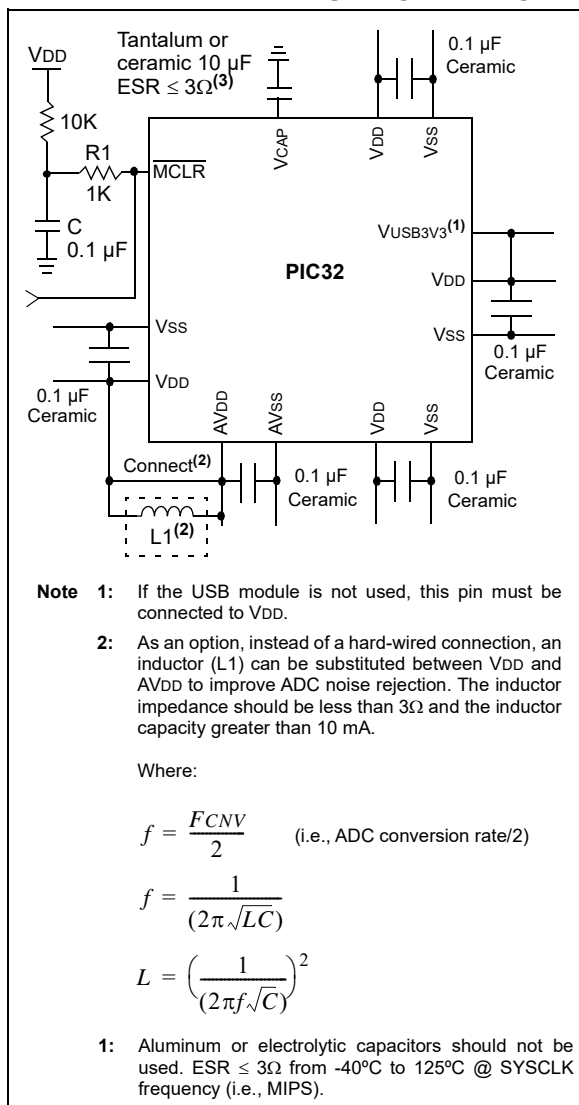 Tantalum or
ceramic 10 µF
ESR ≤ 3Ω(3)
0.1 µF
Ceramic
VDD
10K
R1
1K
MCLR
C
0.1 µF
VCAP
VDD
VSS
VUSB3V3(1)
PIC32
VDD
VSS
0.1 µF
Ceramic
VSS
VDD
0.1 µF
Ceramic
AVDD
AVSS
VDD
VSS
Connect(2)
L1(2)
0.1 µF
Ceramic
0.1 µF
Ceramic
Note 1: If the USB module is not used, this pin must be
connected to VDD.
2: As an option, instead of a hard-wired connection, an
inductor (L1) can be substituted between VDD and
AVDD to improve ADC noise rejection. The inductor
impedance should be less than 3Ω and the inductor
capacity greater than 10 mA.
Where:
f = FCNV / 2 (i.e., ADC conversion rate/2)
f = 1 / (2π√LC)
L = (1 / (2πf√C))²
1: Aluminum or electrolytic capacitors should not be
used. ESR ≤ 3Ω from -40ºC to 125ºC @ SYSCLK
frequency (i.e., MIPS).